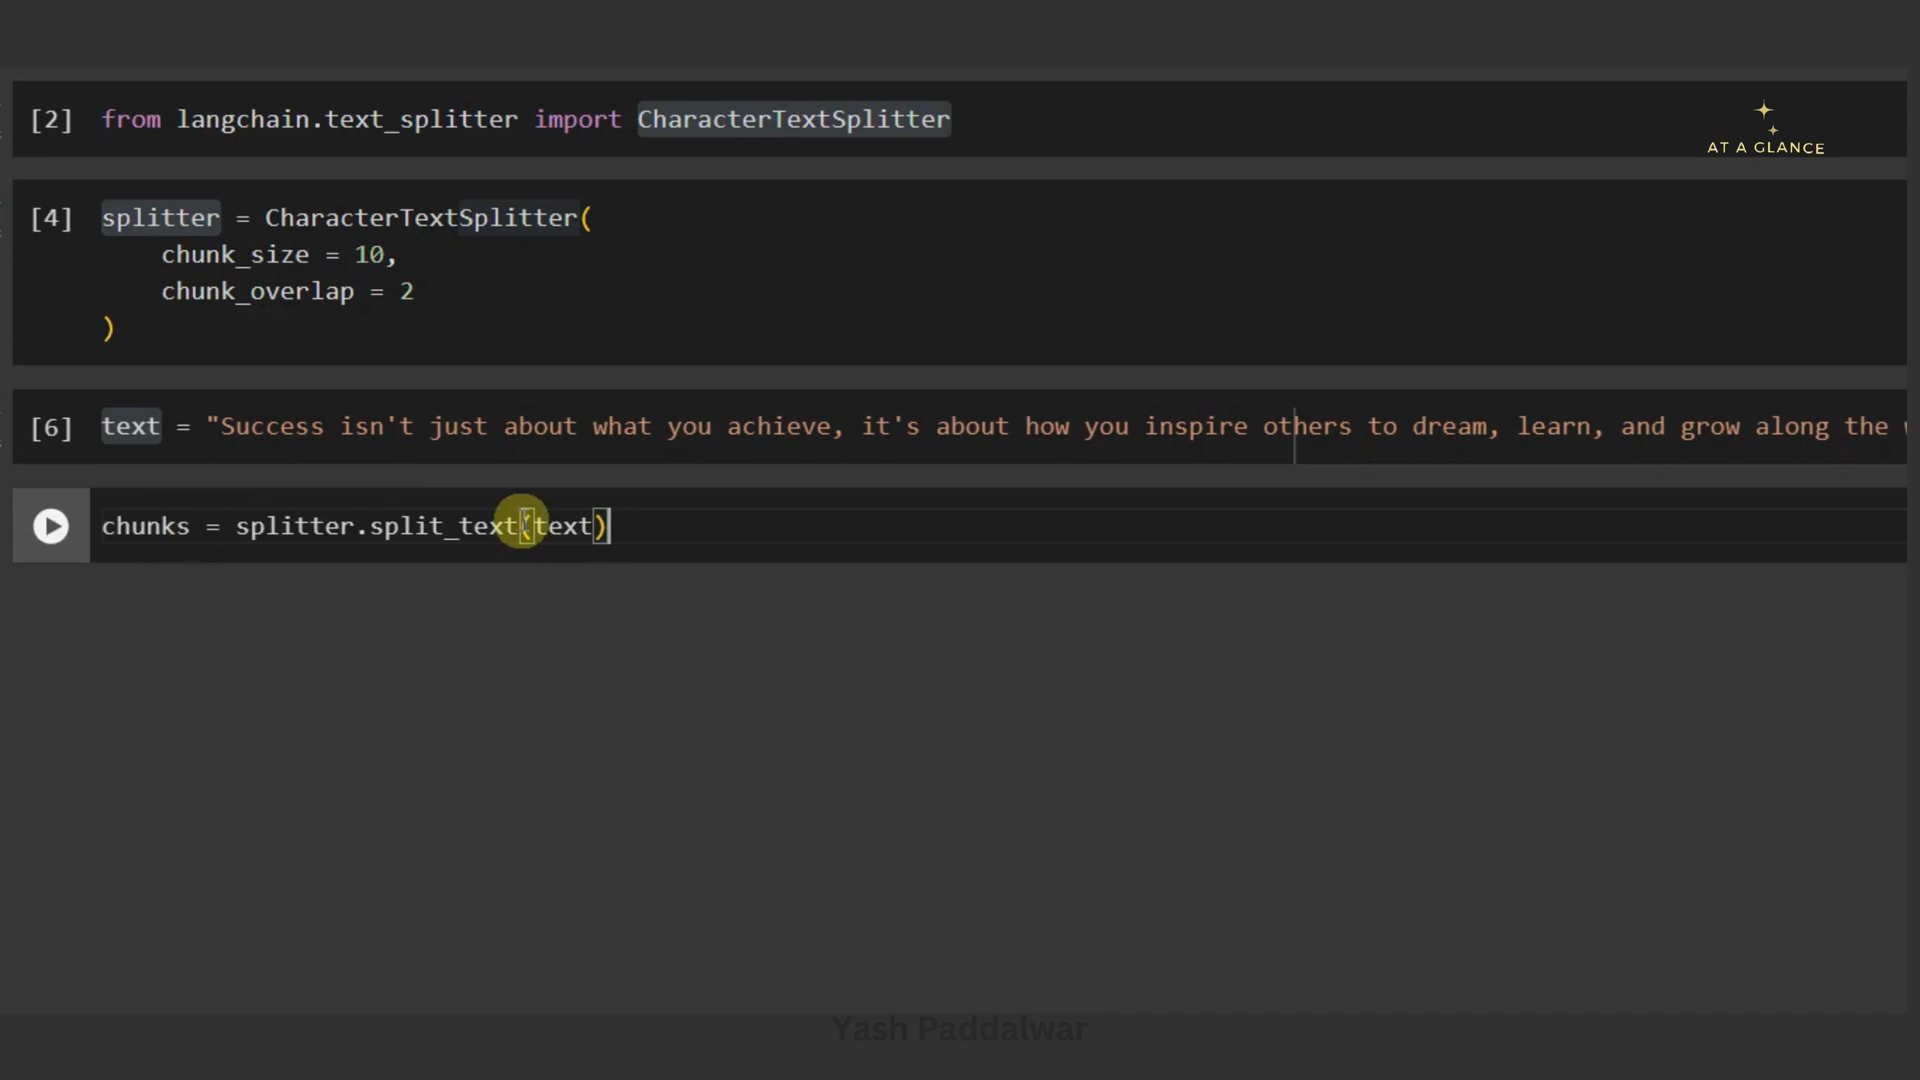 [2] from langchain.text_splitter import CharacterTextSplitter
AT A GLANCE
[4] splitter = CharacterTextSplitter(
    chunk_size = 10,
    chunk_overlap = 2
)
[6] text = "Success isn't just about what you achieve, it's about how you inspire others to dream, learn, and grow along the
chunks = splitter.split_text(text)
Yash Paddalwar